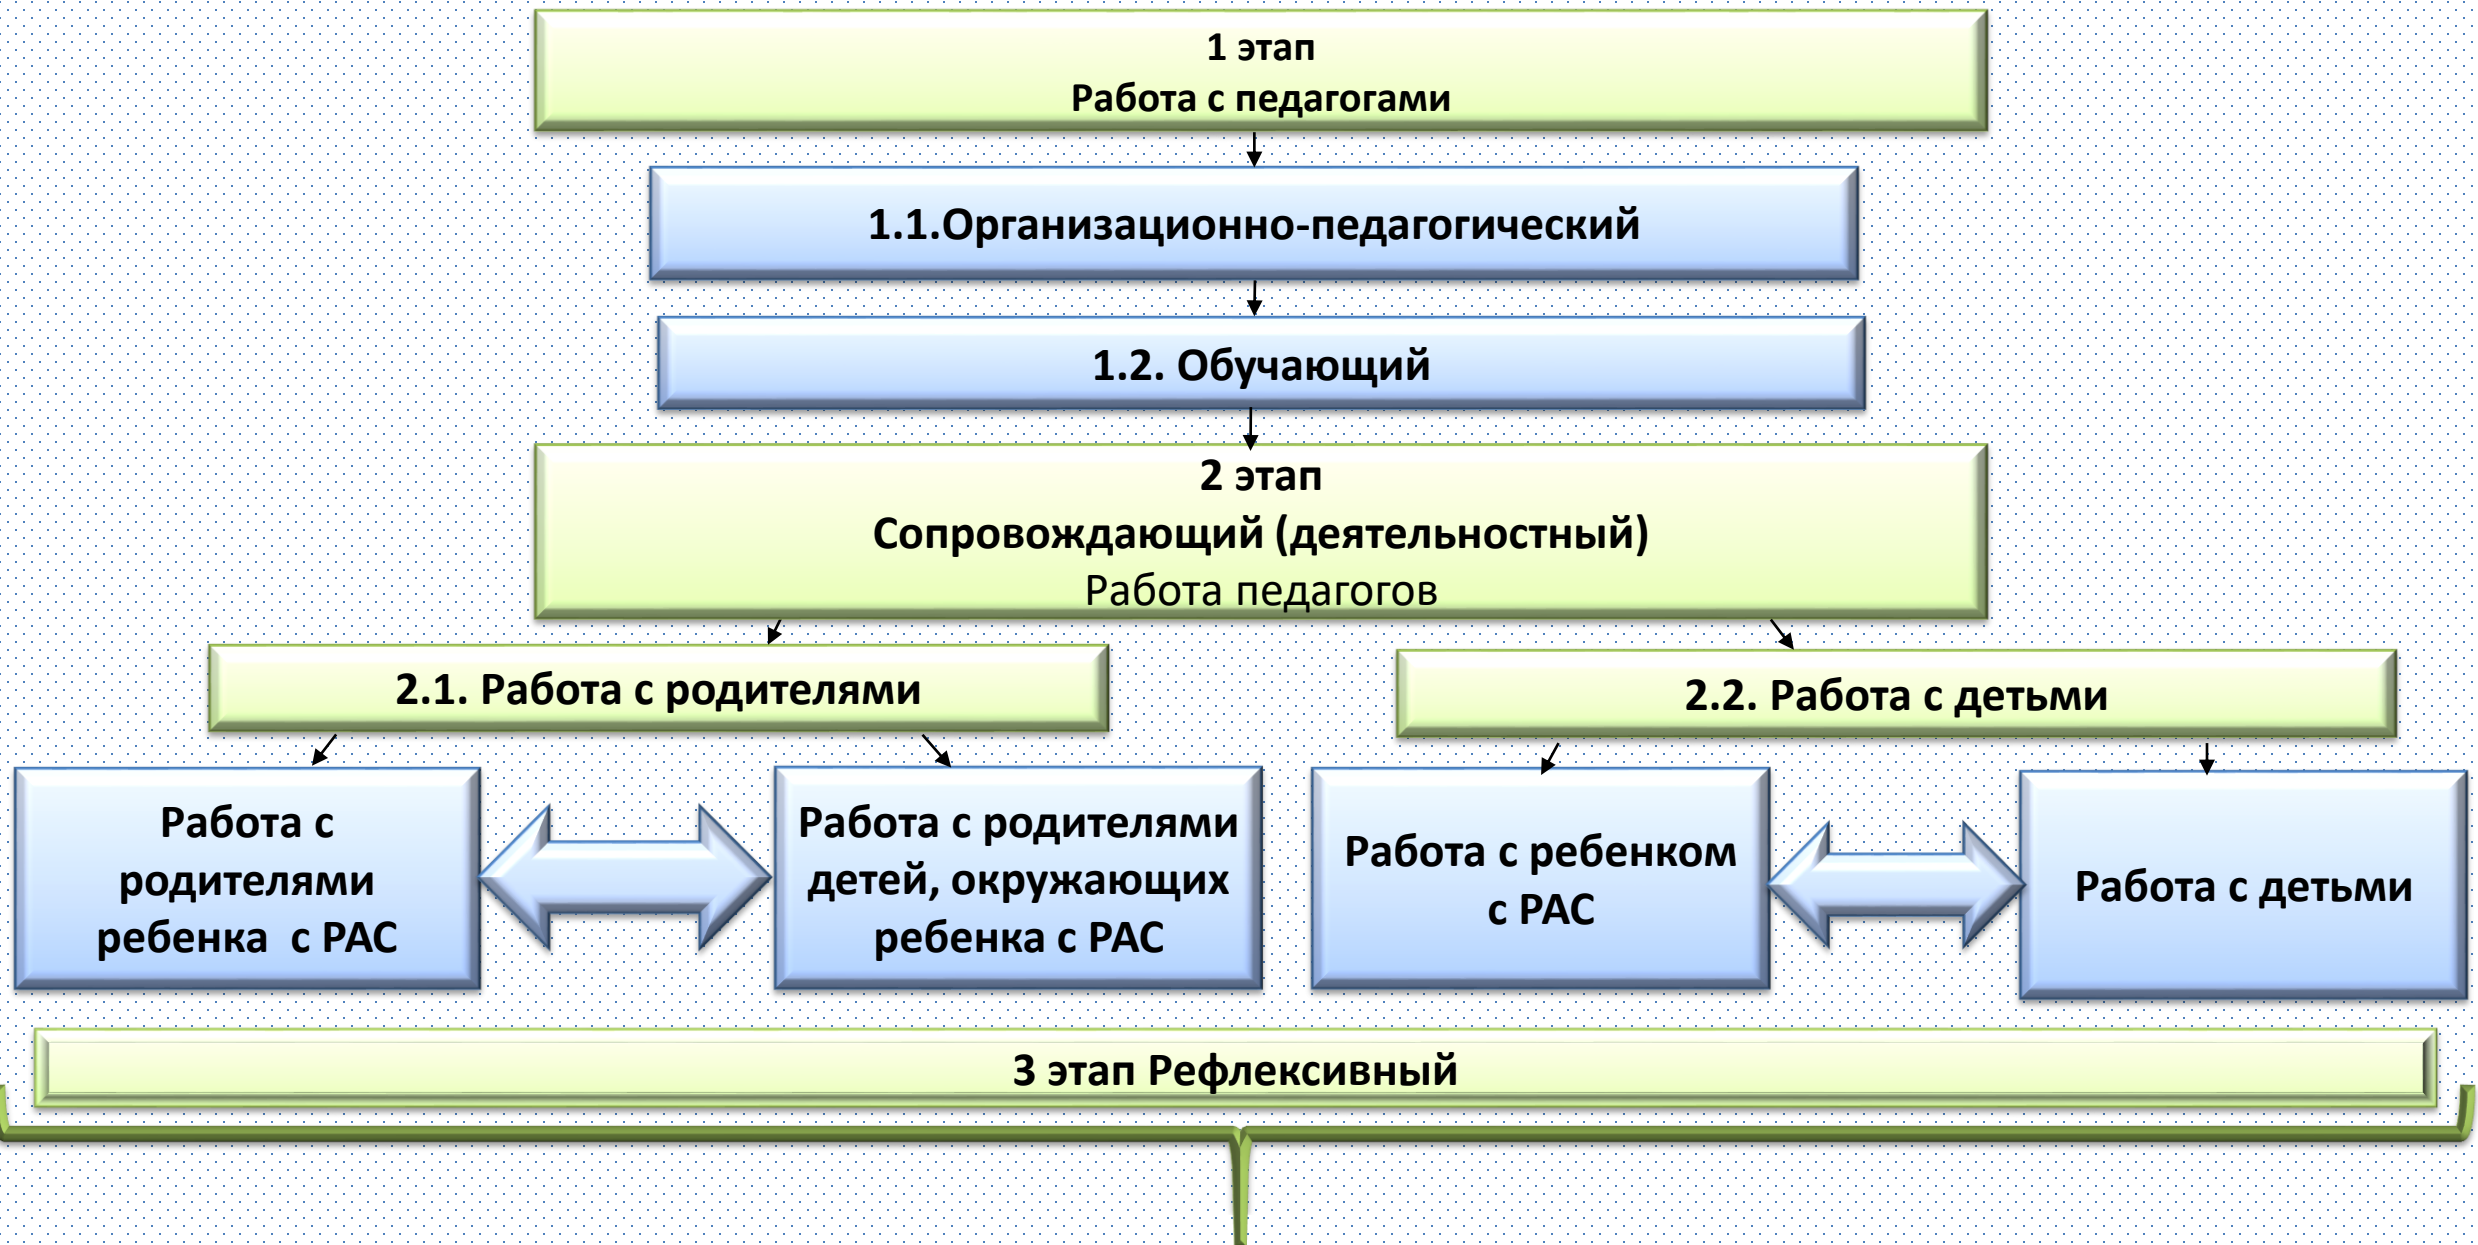 1 этап
Работа с педагогами
1.1.Организационно-педагогический
1.2. Обучающий
2 этап
Сопровождающий (деятельностный)
Работа педагогов
2.1. Работа с родителями
2.2. Работа с детьми
Работа с
родителями
ребенка с РАС
Работа с родителями
детей, окружающих
ребенка с РАС
Работа с ребенком
с РАС
Работа с детьми
3 этап Рефлексивный